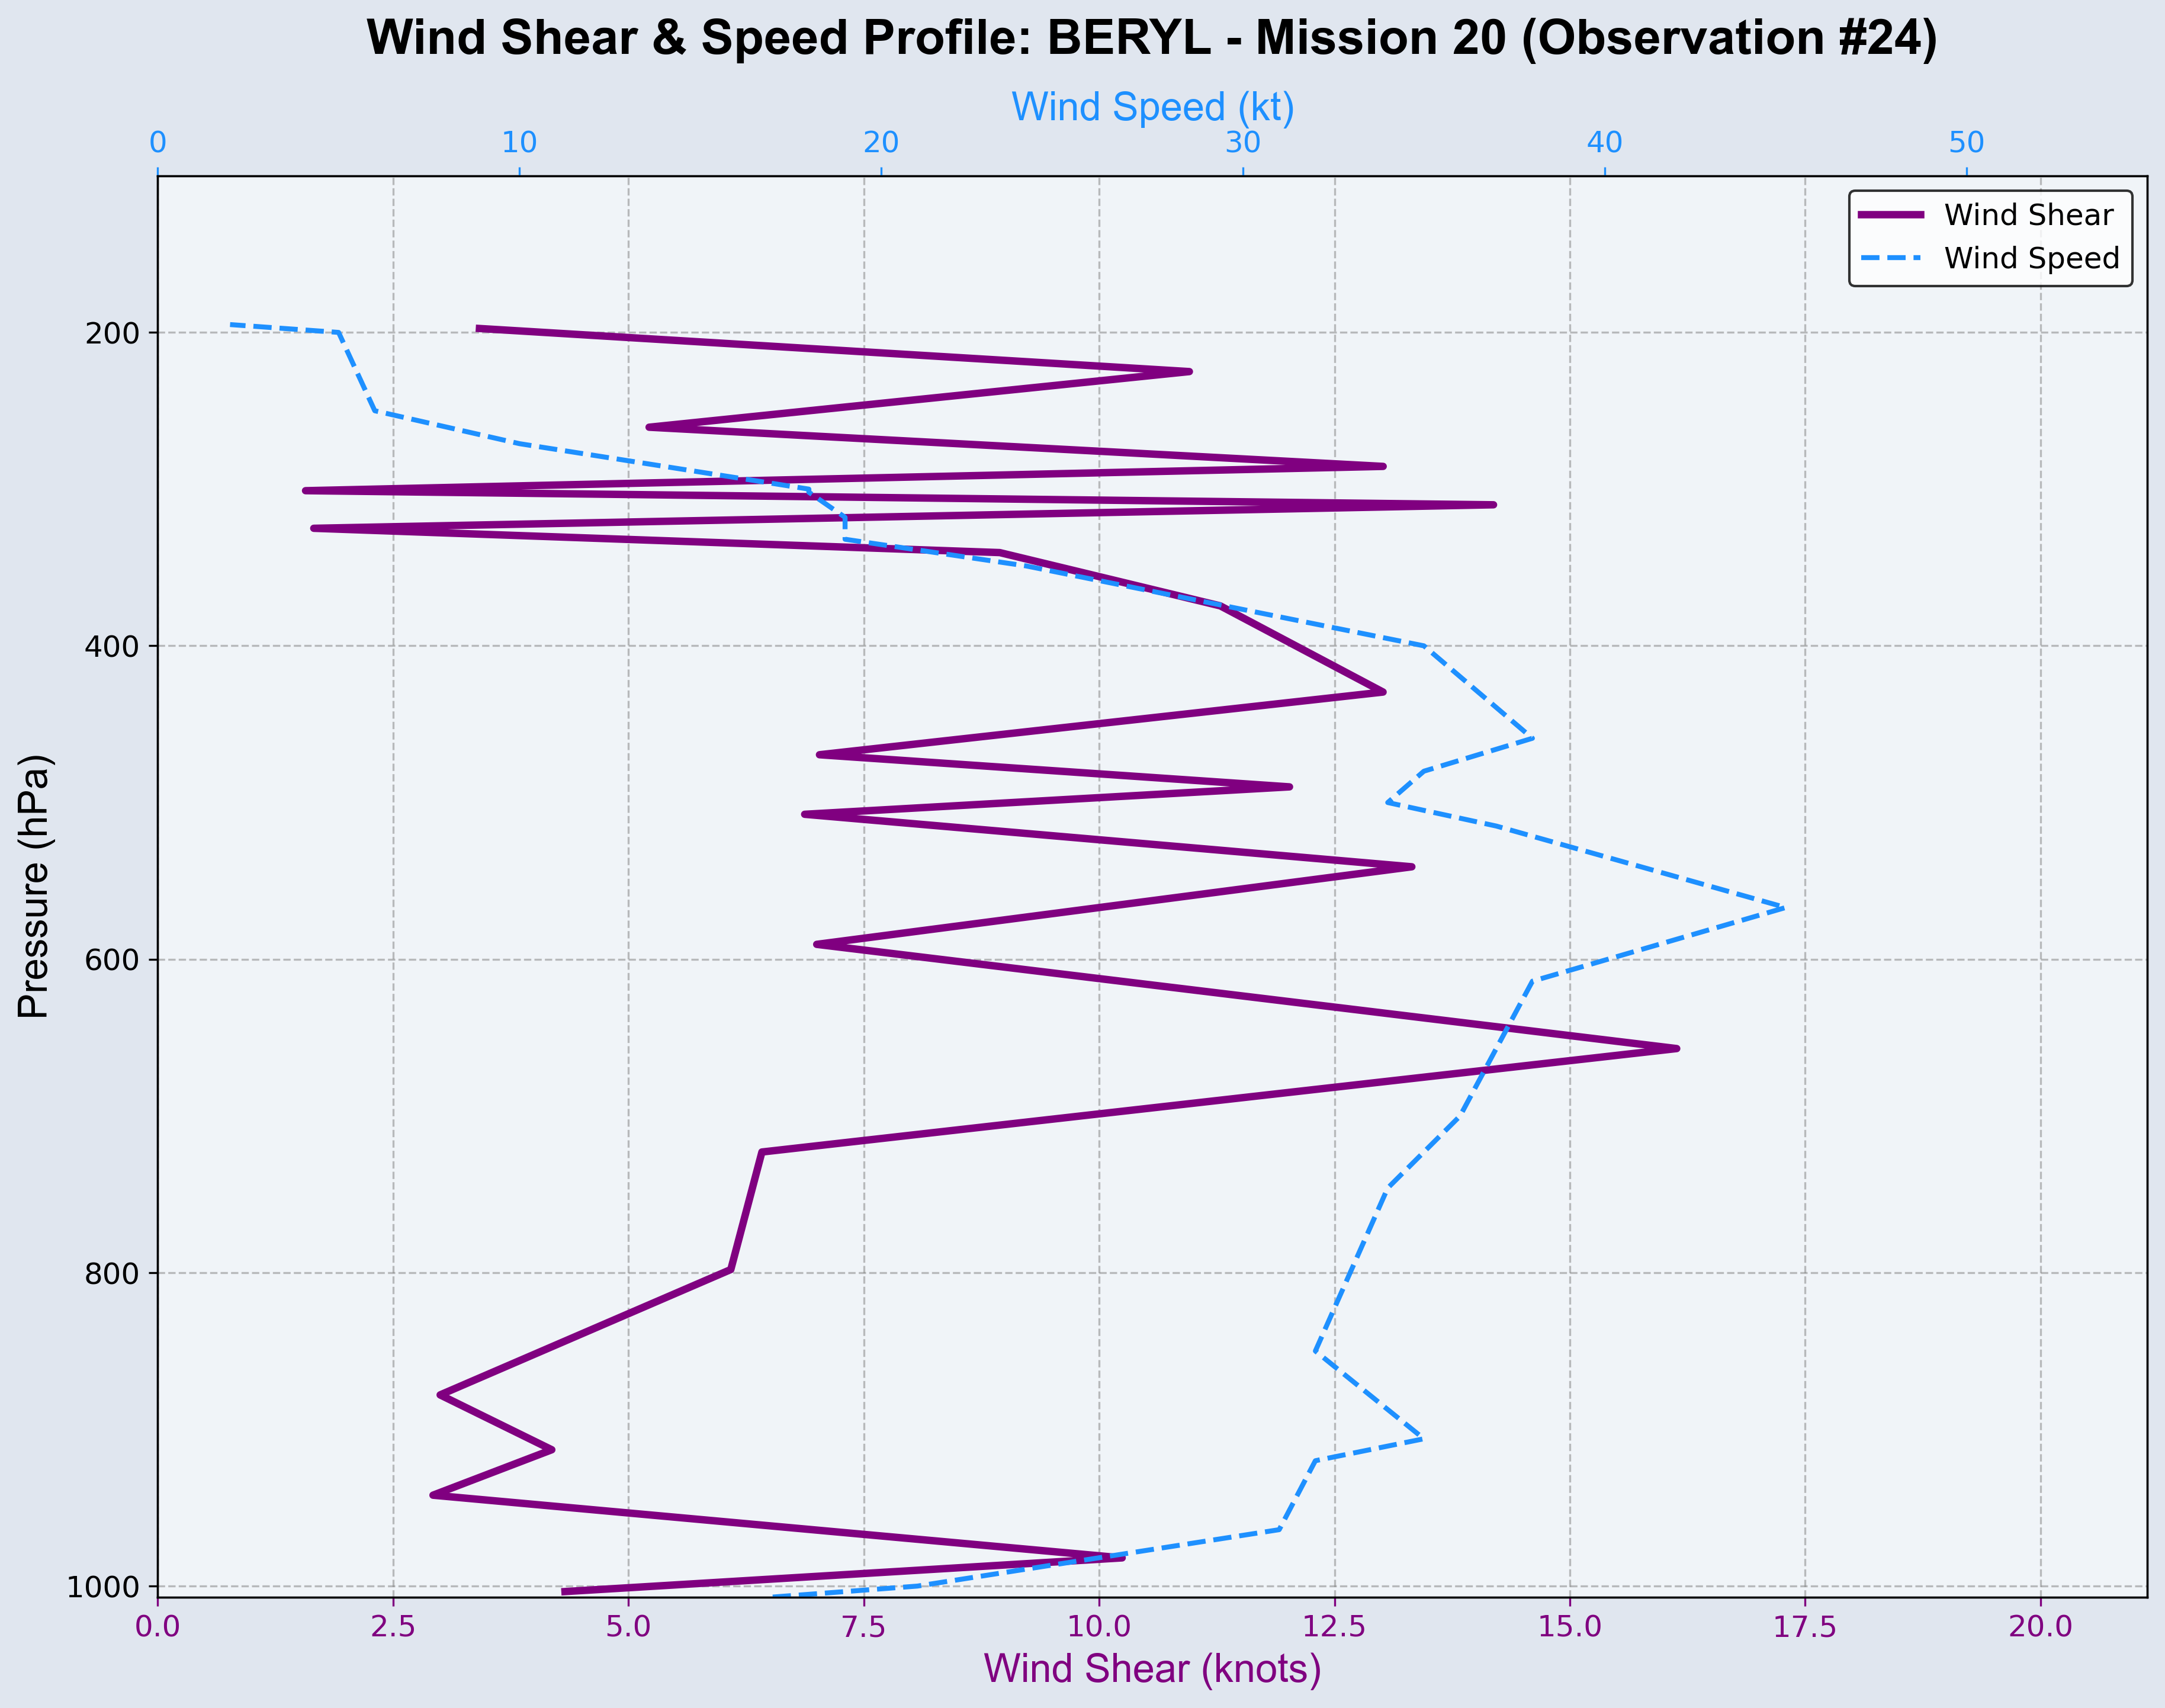 Wind Shear & Speed Profile: BERYL - Mission 20 (Observation #24)
Wind Speed (kt)
0 10 20 30 40 50
Wind Shear
Wind Speed
200
400
600
800
1000
Pressure (hPa)
0.0 2.5 5.0 7.5 10.0 12.5 15.0 17.5 20.0
Wind Shear (knots)